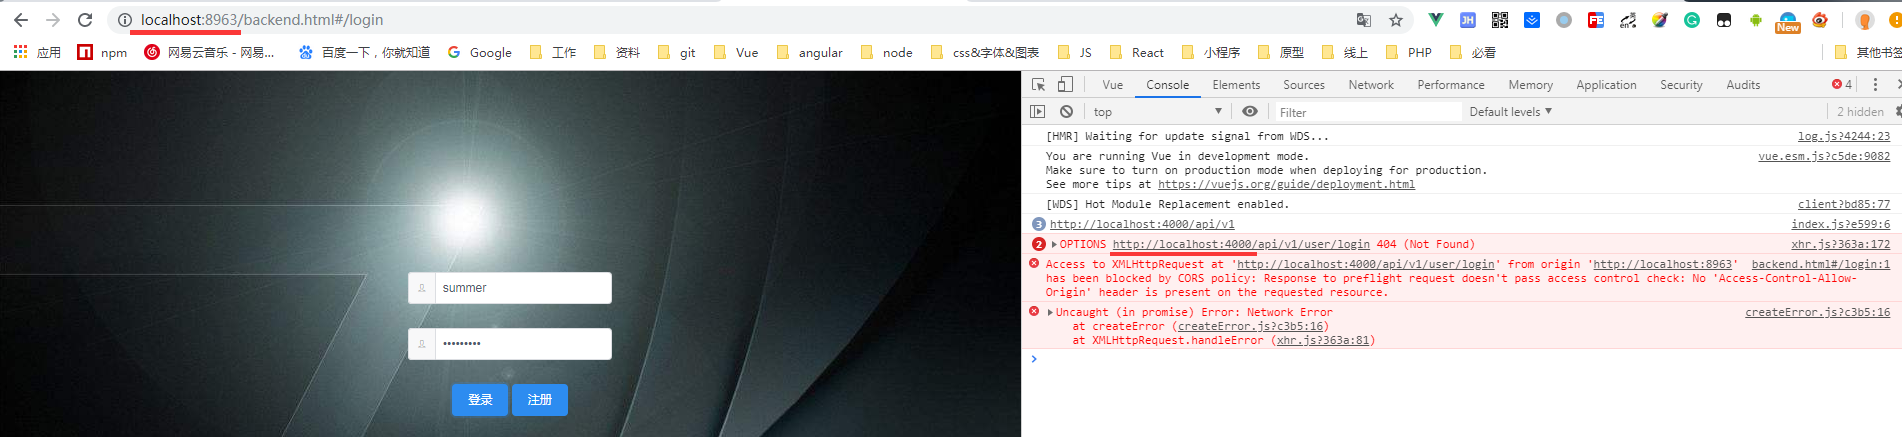 localhost:8963/backend.html#/login
New
应用 npm 网易云音乐 - 网易... 百度一下，你就知道 Google 工作 资料 git Vue angular node css&字体&图表 JS React 小程序 原型 线上 PHP 必看 其他书签
Vue Console Elements Sources Network Performance Memory Application Security Audits 4
top Filter Default levels 2 hidden
[HMR] Waiting for update signal from WDS... log.js?4244:23
You are running Vue in development mode. vue.esm.js?c5de:9082
Make sure to turn on production mode when deploying for production.
See more tips at https://vuejs.org/guide/deployment.html
[WDS] Hot Module Replacement enabled. client?bd85:77
3 http://localhost:4000/api/v1 index.js?e599:6
2 OPTIONS http://localhost:4000/api/v1/user/login 404 (Not Found) xhr.js?363a:172
Access to XMLHttpRequest at 'http://localhost:4000/api/v1/user/login' from origin 'http://localhost:8963' backend.html#/login:1
has been blocked by CORS policy: Response to preflight request doesn't pass access control check: No 'Access-Control-Allow-
Origin' header is present on the requested resource.
Uncaught (in promise) Error: Network Error createError.js?c3b5:16
at createError (createError.js?c3b5:16)
at XMLHttpRequest.handleError (xhr.js?363a:81)
summer
•••••••••
登录 注册